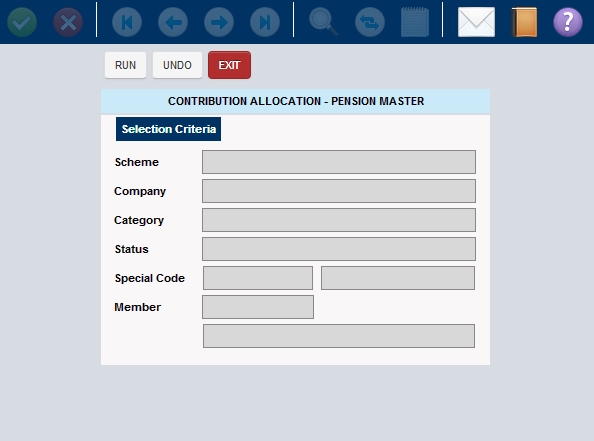 ?
RUN UNDO EXIT
CONTRIBUTION ALLOCATION - PENSION MASTER
Selection Criteria
Scheme
Company
Category
Status
Special Code
Member